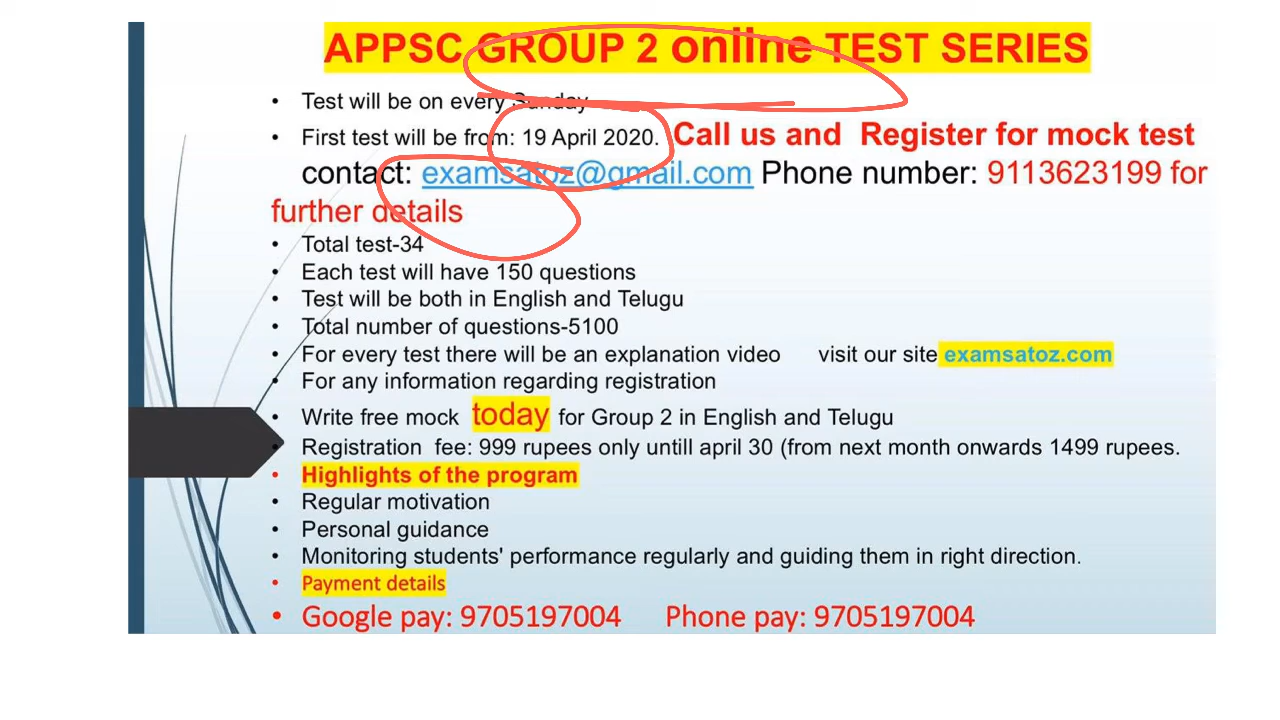 APPSC GROUP 2 online TEST SERIES
• Test will be on every Sunday
• First test will be from: 19 April 2020. Call us and Register for mock test
contact: examsatoz@gmail.com Phone number: 9113623199 for
further details
• Total test-34
• Each test will have 150 questions
• Test will be both in English and Telugu
• Total number of questions-5100
• For every test there will be an explanation video visit our site examsatoz.com
• For any information regarding registration
• Write free mock today for Group 2 in English and Telugu
• Registration fee: 999 rupees only untill april 30 (from next month onwards 1499 rupees.
• Highlights of the program
• Regular motivation
• Personal guidance
• Monitoring students' performance regularly and guiding them in right direction.
• Payment details
• Google pay: 9705197004 Phone pay: 9705197004